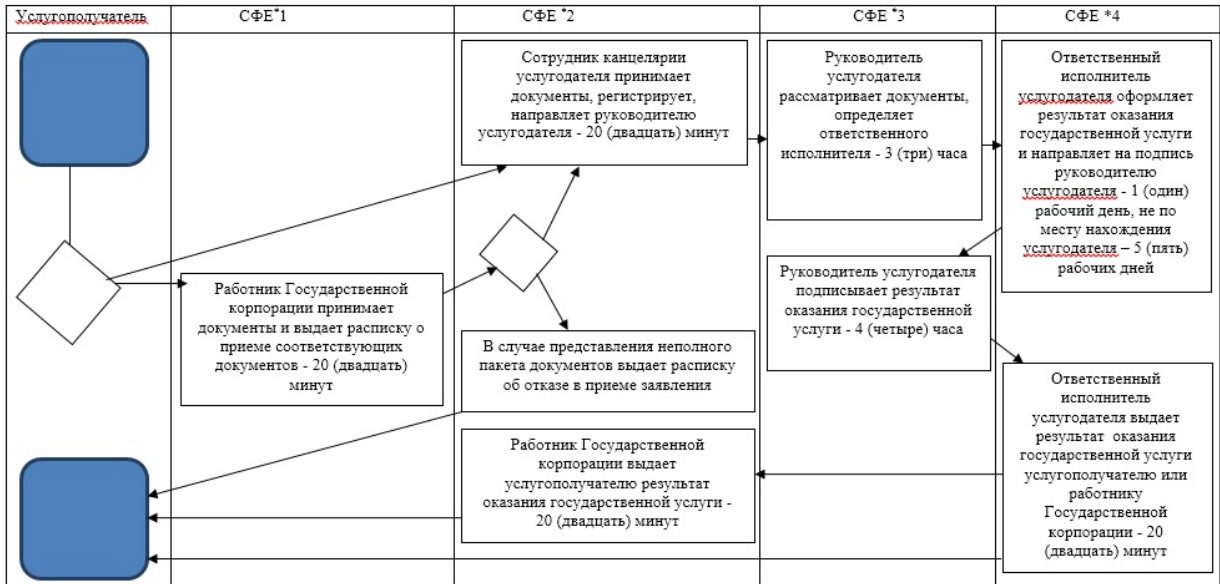 Услугополучатель
СФЕ*1
СФЕ *2
СФЕ *3
СФЕ *4
Сотрудник канцелярии
услугодателя принимает
документы, регистрирует,
направляет руководителю
услугодателя - 20 (двадцать) минут
Руководитель
услугодателя
рассматривает документы,
определяет
ответственного
исполнителя - 3 (три) часа
Ответственный
исполнитель
услугодателя оформляет
результат оказания
государственной услуги
и направляет на подпись
руководителю
услугодателя - 1 (один)
рабочий день, не по
месту нахождения
услугодателя – 5 (пять)
рабочих дней
Работник Государственной
корпорации принимает
документы и выдает расписку о
приеме соответствующих
документов - 20 (двадцать)
минут
Руководитель услугодателя
подписывает результат
оказания государственной
услуги - 4 (четыре) часа
В случае представления неполного
пакета документов выдает расписку
об отказе в приеме заявления
Ответственный
исполнитель
услугодателя выдает
результат оказания
государственной услуги
услугополучателю или
работнику
Государственной
корпорации - 20
(двадцать) минут
Работник Государственной
корпорации выдает
услугополучателю результат
оказания государственной услуги -
20 (двадцать) минут